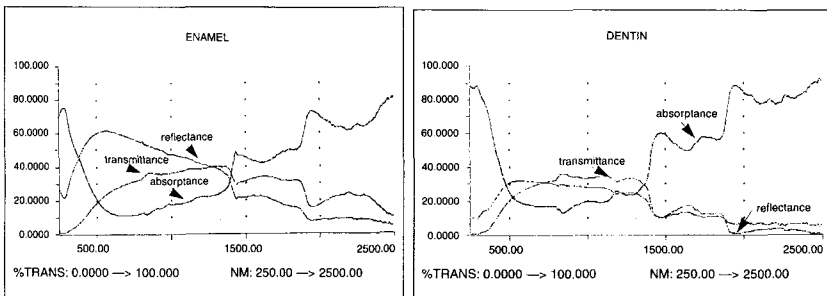 ENAMEL
100
80.0000
60.0000
40.0000
20.0000
0.0000
reflectance
transmittance
absorptance
500.00
1500.00
2500.00
%TRANS: 0.0000 —> 100.000 NM: 250.00 —> 2500.00
DENTIN
100
80.0000
60.0000
40.0000
20.0000
0.0000
absorptance
transmittance
reflectance
500.00
1500.00
2500.00
%TRANS: 0.0000 —> 100.000 NM: 250.00 —> 2500.00